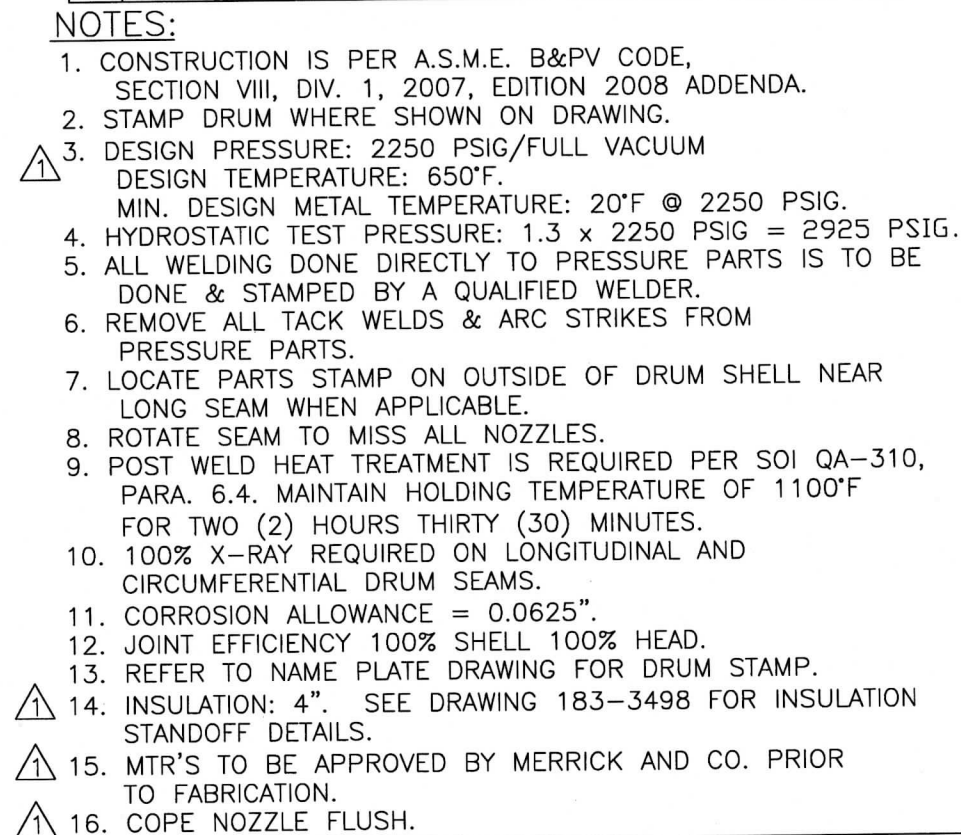 NOTES:
1. CONSTRUCTION IS PER A.S.M.E. B&PV CODE,
SECTION VIII, DIV. 1, 2007, EDITION 2008 ADDENDA.
2. STAMP DRUM WHERE SHOWN ON DRAWING.
1 3. DESIGN PRESSURE: 2250 PSIG/FULL VACUUM
DESIGN TEMPERATURE: 650°F.
MIN. DESIGN METAL TEMPERATURE: 20°F @ 2250 PSIG.
4. HYDROSTATIC TEST PRESSURE: 1.3 x 2250 PSIG = 2925 PSIG.
5. ALL WELDING DONE DIRECTLY TO PRESSURE PARTS IS TO BE
DONE & STAMPED BY A QUALIFIED WELDER.
6. REMOVE ALL TACK WELDS & ARC STRIKES FROM
PRESSURE PARTS.
7. LOCATE PARTS STAMP ON OUTSIDE OF DRUM SHELL NEAR
LONG SEAM WHEN APPLICABLE.
8. ROTATE SEAM TO MISS ALL NOZZLES.
9. POST WELD HEAT TREATMENT IS REQUIRED PER SOI QA-310,
PARA. 6.4. MAINTAIN HOLDING TEMPERATURE OF 1100°F
FOR TWO (2) HOURS THIRTY (30) MINUTES.
10. 100% X-RAY REQUIRED ON LONGITUDINAL AND
CIRCUMFERENTIAL DRUM SEAMS.
11. CORROSION ALLOWANCE = 0.0625".
12. JOINT EFFICIENCY 100% SHELL 100% HEAD.
13. REFER TO NAME PLATE DRAWING FOR DRUM STAMP.
1 14. INSULATION: 4". SEE DRAWING 183-3498 FOR INSULATION
STANDOFF DETAILS.
1 15. MTR'S TO BE APPROVED BY MERRICK AND CO. PRIOR
TO FABRICATION.
1 16. COPE NOZZLE FLUSH.